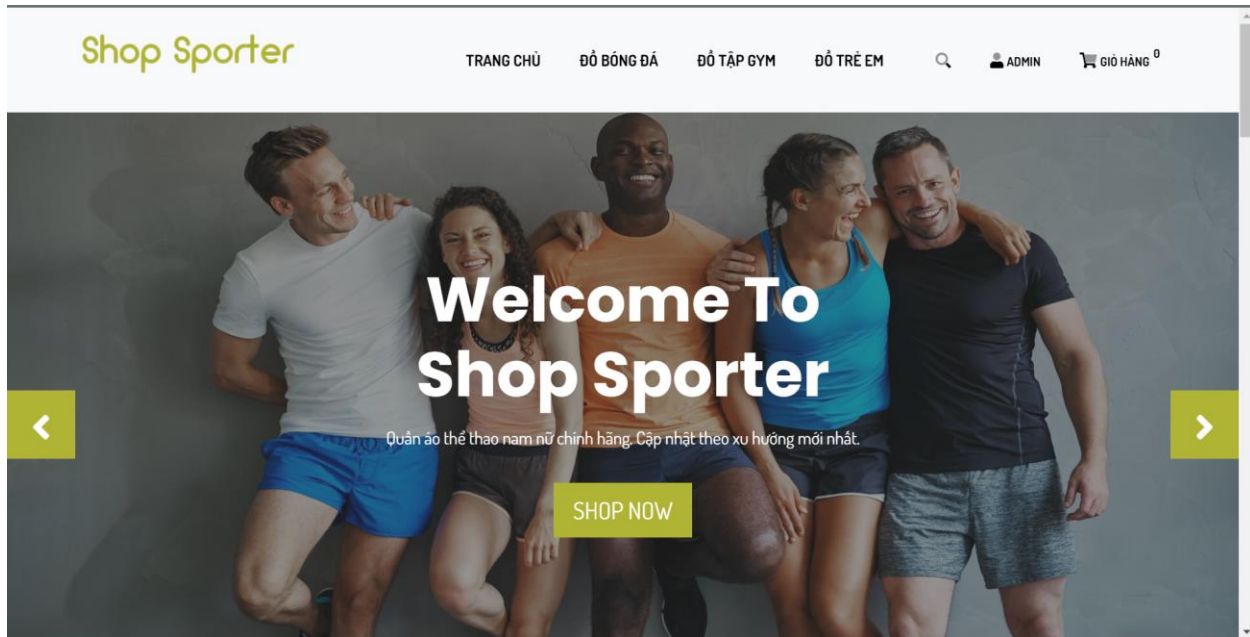 Shop Sporter
TRANG CHỦ ĐỒ BÓNG ĐÁ ĐỒ TẬP GYM ĐỒ TRẺ EM ADMIN GIỎ HÀNG 0
Welcome To
Shop Sporter
Quần áo thể thao nam nữ chính hãng. Cập nhật theo xu hướng mới nhất.
SHOP NOW